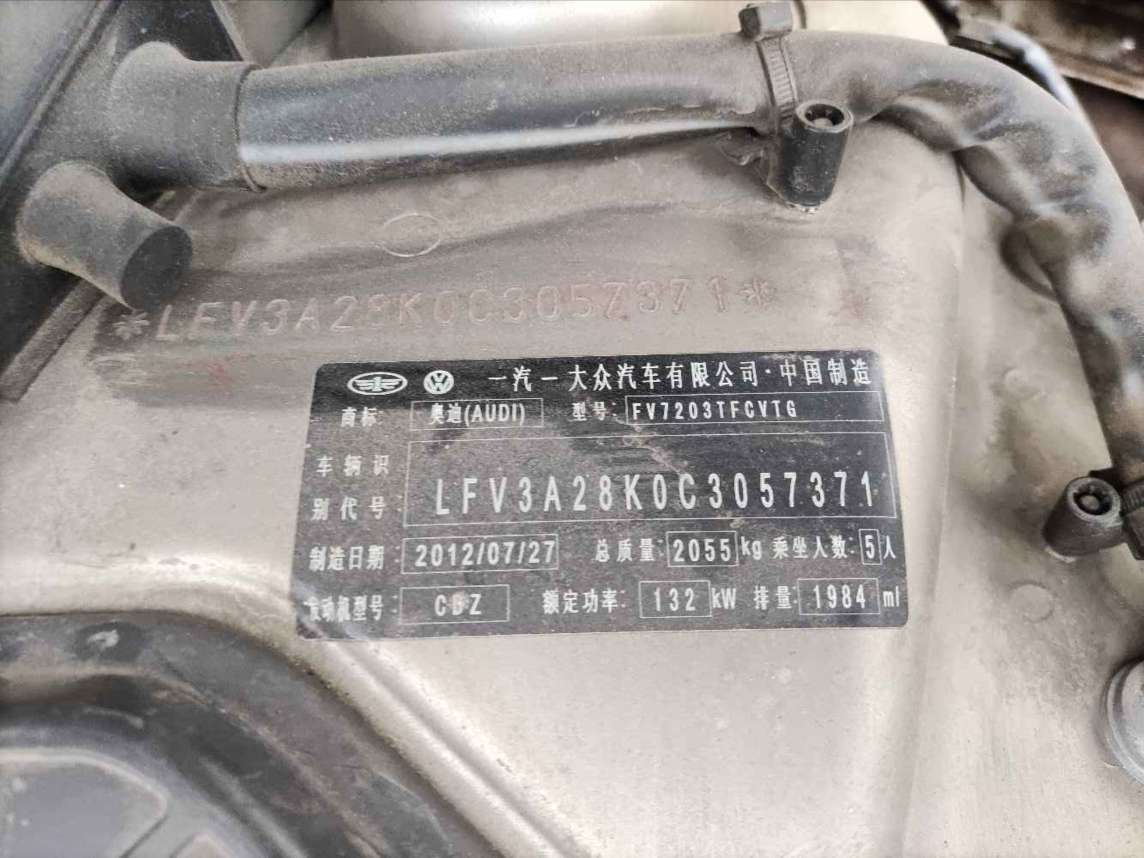 *LFV3A28K0C3057371*
一汽一大众汽车有限公司·中国制造
商标: 奥迪(AUDI) 型号: FV7203TFCVTG
车辆识
别代号: LFV3A28K0C3057371
制造日期 2012/07/27 总质量: 2055 kg 乘坐人数: 5 人
发动机型号: CBZ 额定功率: 132 kW 排量: 1984 ml